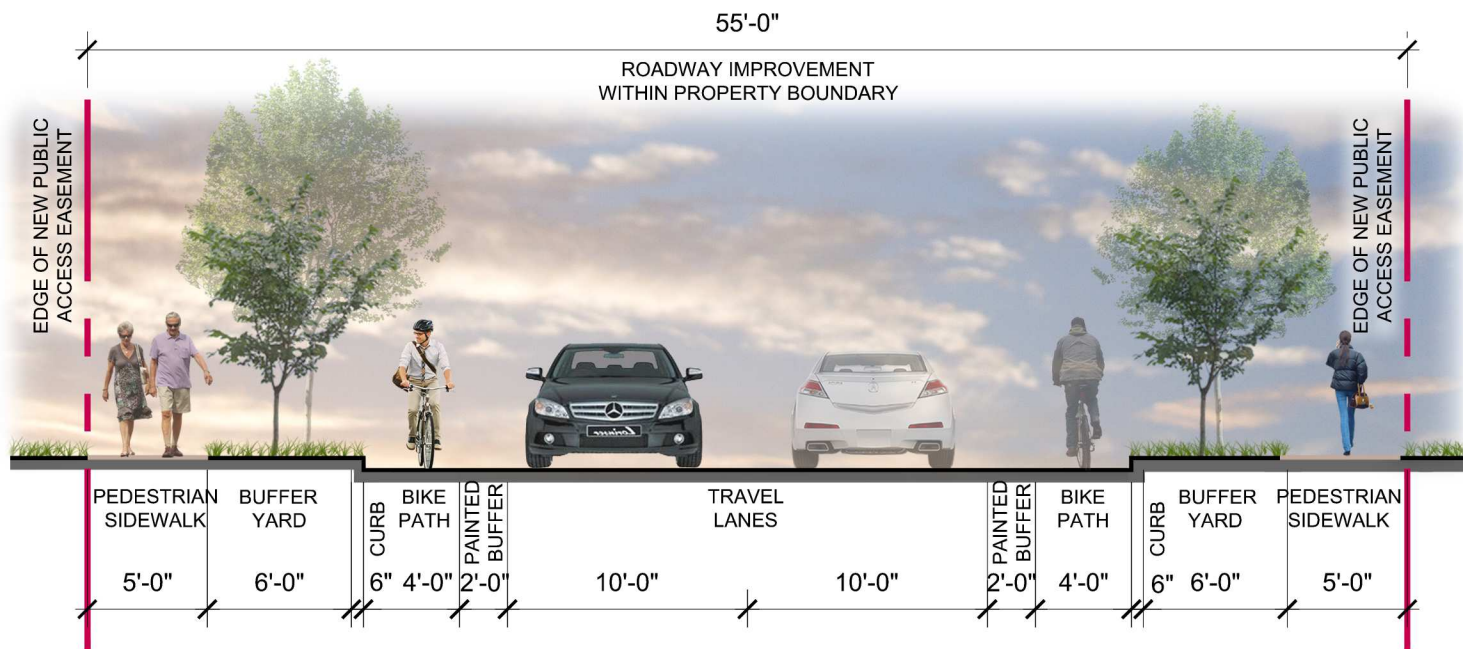 55'-0"
ROADWAY IMPROVEMENT
WITHIN PROPERTY BOUNDARY
EDGE OF NEW PUBLIC
ACCESS EASEMENT
EDGE OF NEW PUBLIC
ACCESS EASEMENT
Lorinser
PEDESTRIAN
SIDEWALK
BUFFER
YARD
CURB
BIKE
PATH
PAINTED
BUFFER
TRAVEL
LANES
PAINTED
BUFFER
BIKE
PATH
CURB
BUFFER
YARD
PEDESTRIAN
SIDEWALK
5'-0"
6'-0"
6"
4'-0"
2'-0"
10'-0"
10'-0"
2'-0"
4'-0"
6"
6'-0"
5'-0"